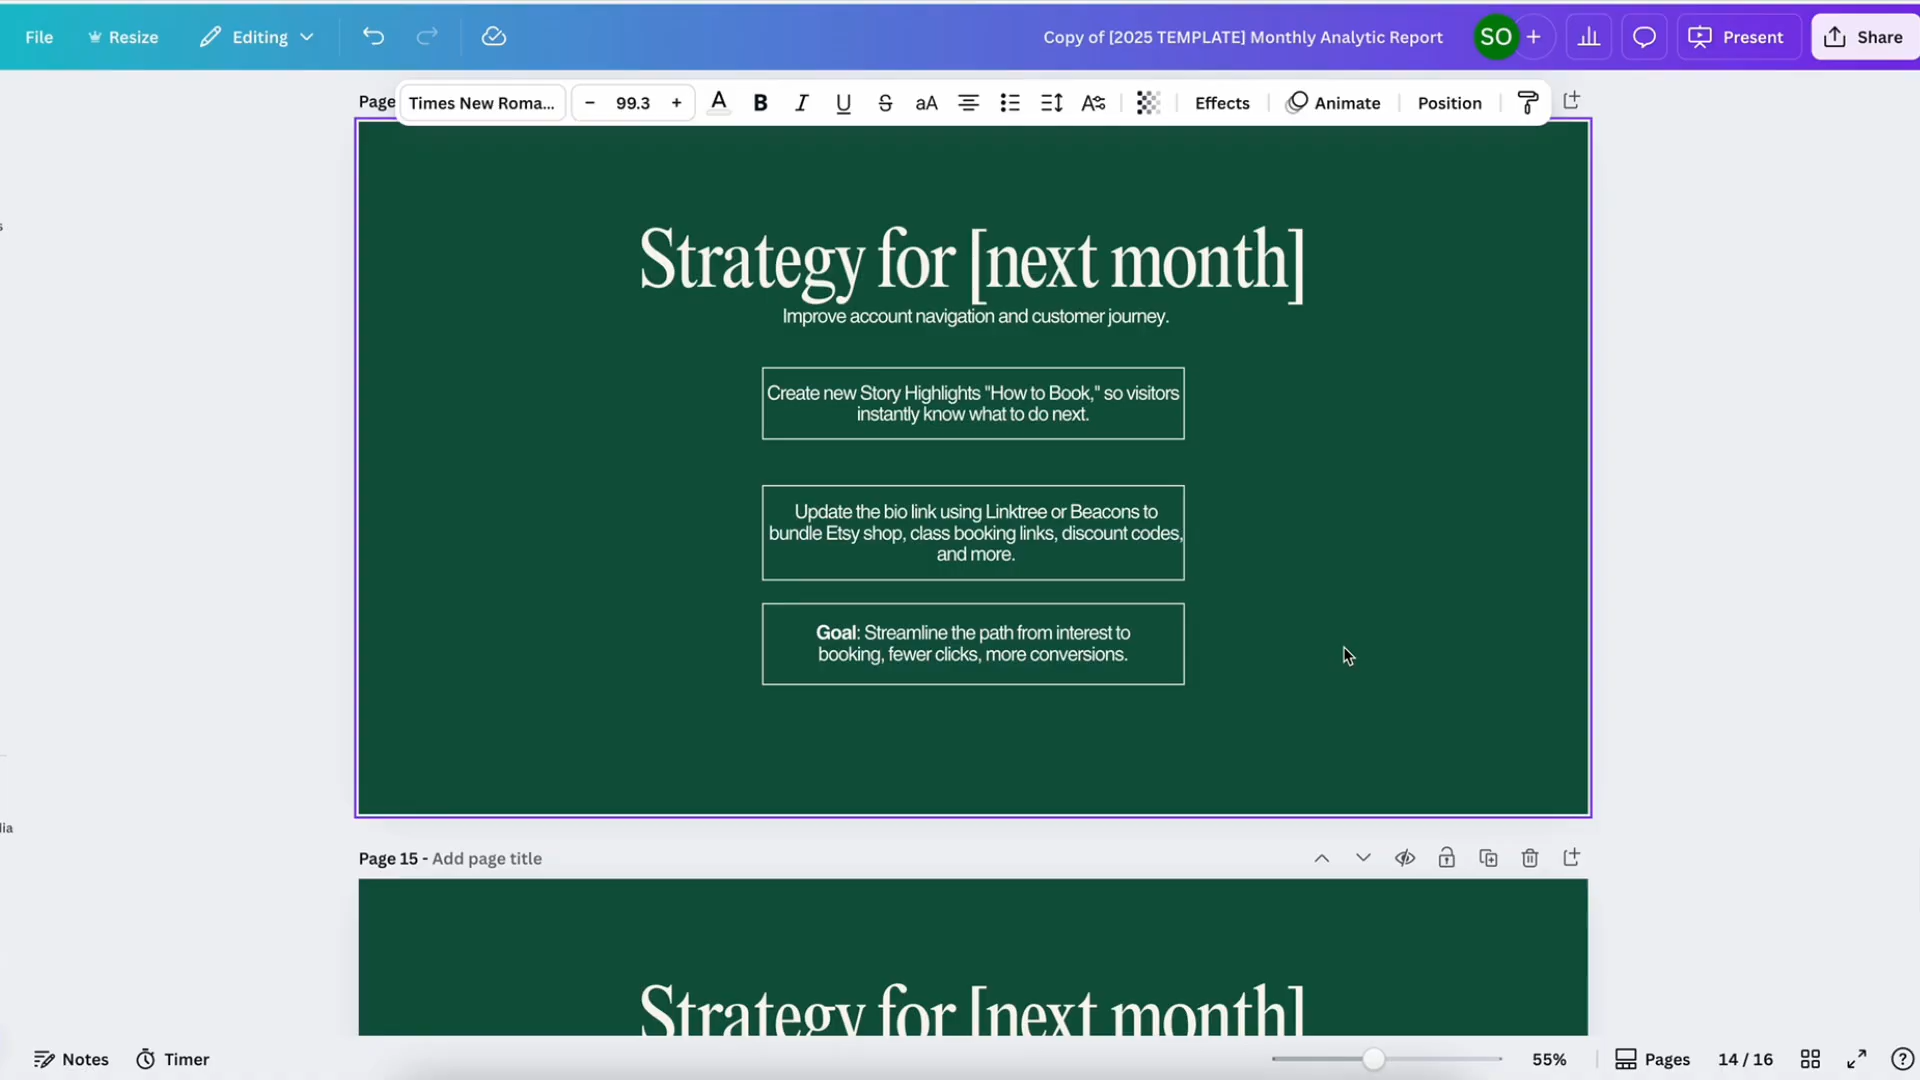 File Resize Editing Copy of [2025 TEMPLATE] Monthly Analytic Report SO + Present Share
Page Times New Roma... − 99.3 + A B I U S aA Effects Animate Position
Strategy for [next month]
Improve account navigation and customer journey.
Create new Story Highlights "How to Book," so visitors
instantly know what to do next.
Update the bio link using Linktree or Beacons to
bundle Etsy shop, class booking links, discount codes,
and more.
Goal: Streamline the path from interest to
booking, fewer clicks, more conversions.
Page 15 - Add page title
Strategy for [next month]
Notes Timer 55% Pages 14 / 16 ?